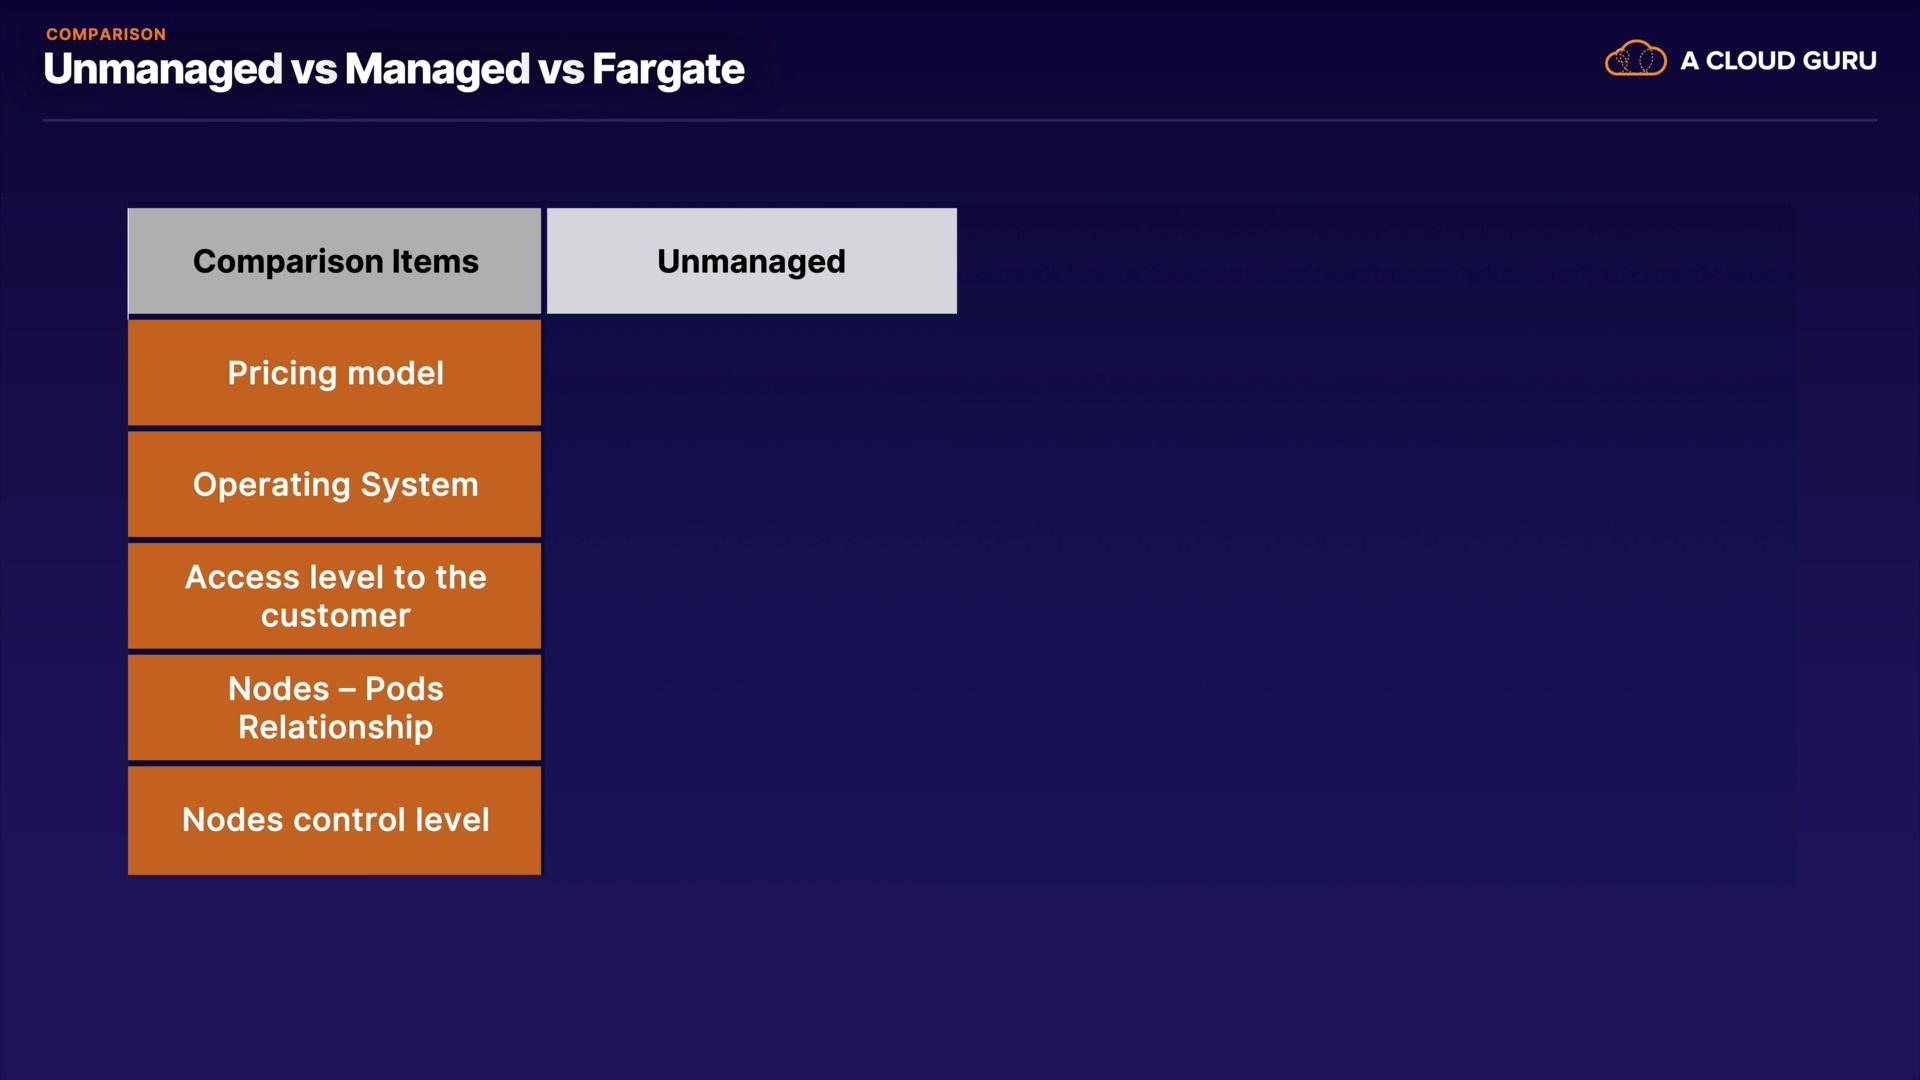 COMPARISON
Unmanaged vs Managed vs Fargate
A CLOUD GURU
Comparison Items
Unmanaged
Pricing model
Operating System
Access level to the
customer
Nodes – Pods
Relationship
Nodes control level